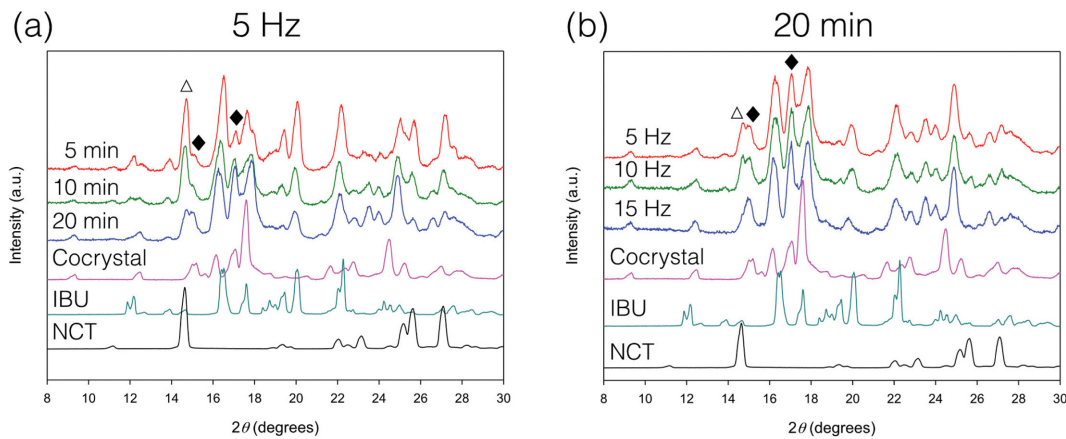 (a) 5 Hz
△
◆
◆
5 min
10 min
20 min
Cocrystal
IBU
NCT
Intensity (a.u.)
8 10 12 14 16 18 20 22 24 26 28 30
2θ (degrees)
(b) 20 min
◆
△ ◆
5 Hz
10 Hz
15 Hz
Cocrystal
IBU
NCT
Intensity (a.u.)
8 10 12 14 16 18 20 22 24 26 28 30
2θ (degrees)